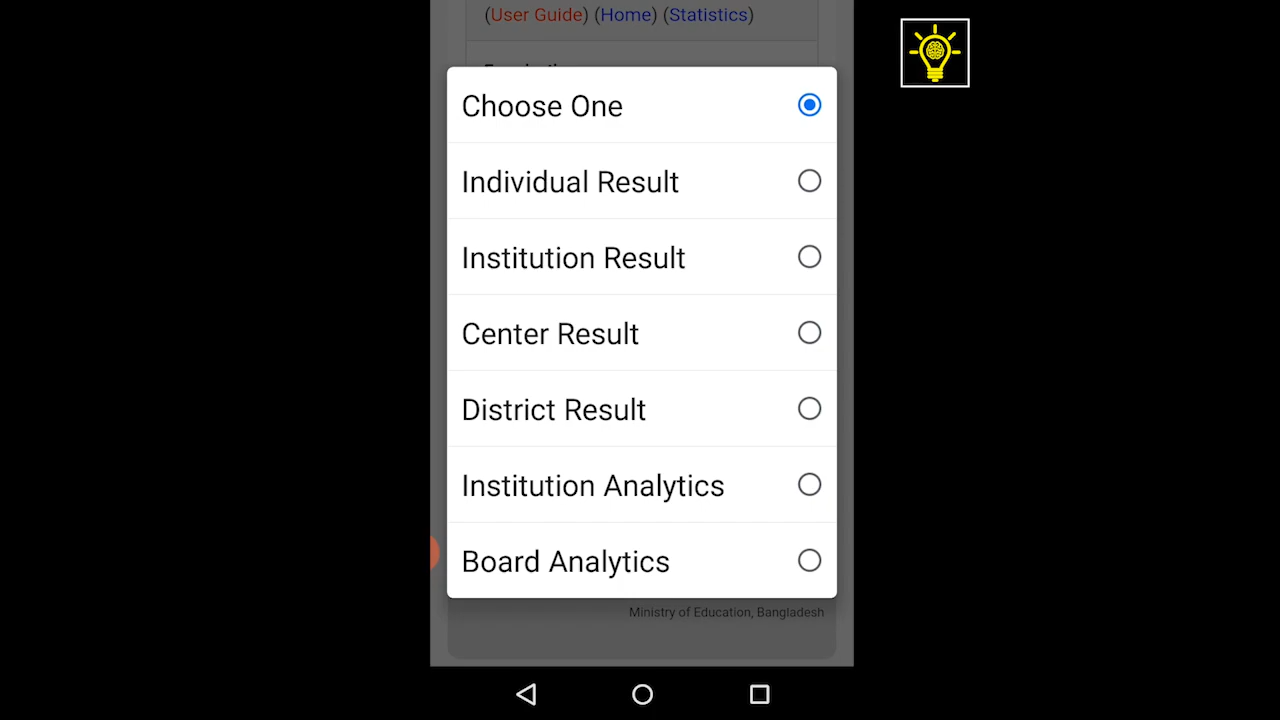 (User Guide) (Home) (Statistics)
Choose One
Individual Result
Institution Result
Center Result
District Result
Institution Analytics
Board Analytics
Ministry of Education, Bangladesh